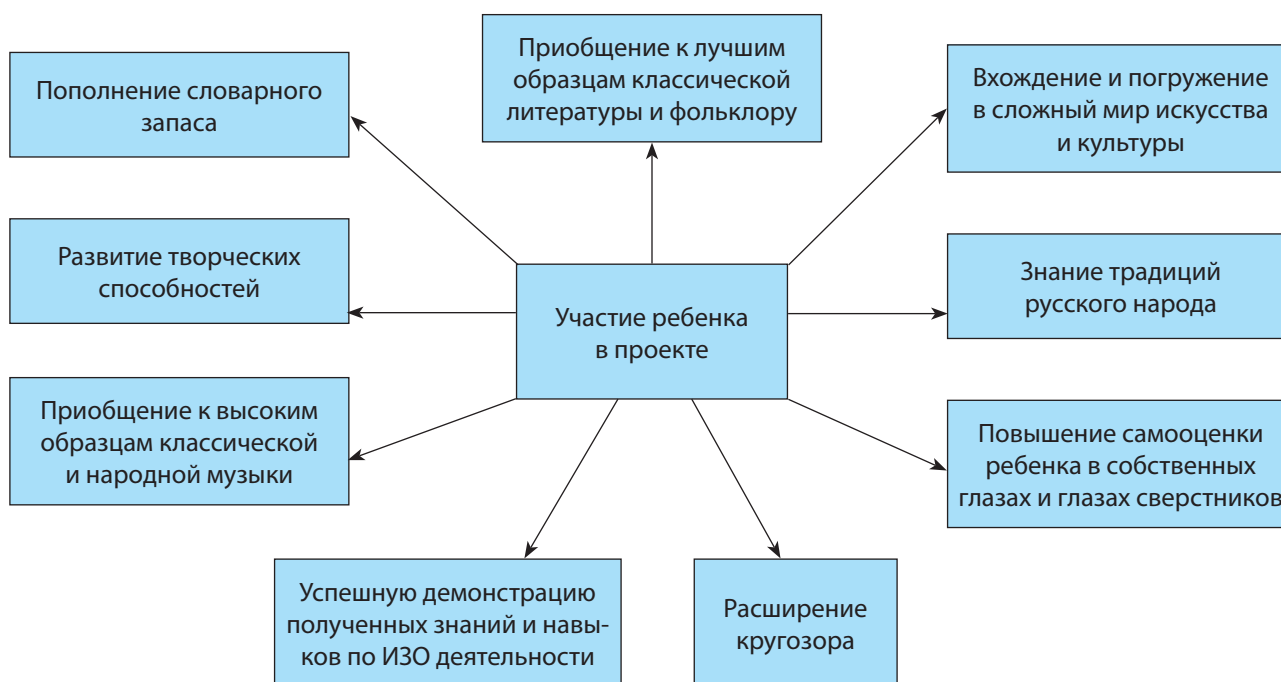 Пополнение словарного
запаса
Приобщение к лучшим
образцам классической
литературы и фольклору
Вхождение и погружение
в сложный мир искусства
и культуры
Развитие творческих
способностей
Участие ребенка
в проекте
Знание традиций
русского народа
Приобщение к высоким
образцам классической
и народной музыки
Повышение самооценки
ребенка в собственных
глазах и глазах сверстников
Успешную демонстрацию
полученных знаний и навы-
ков по ИЗО деятельности
Расширение
кругозора